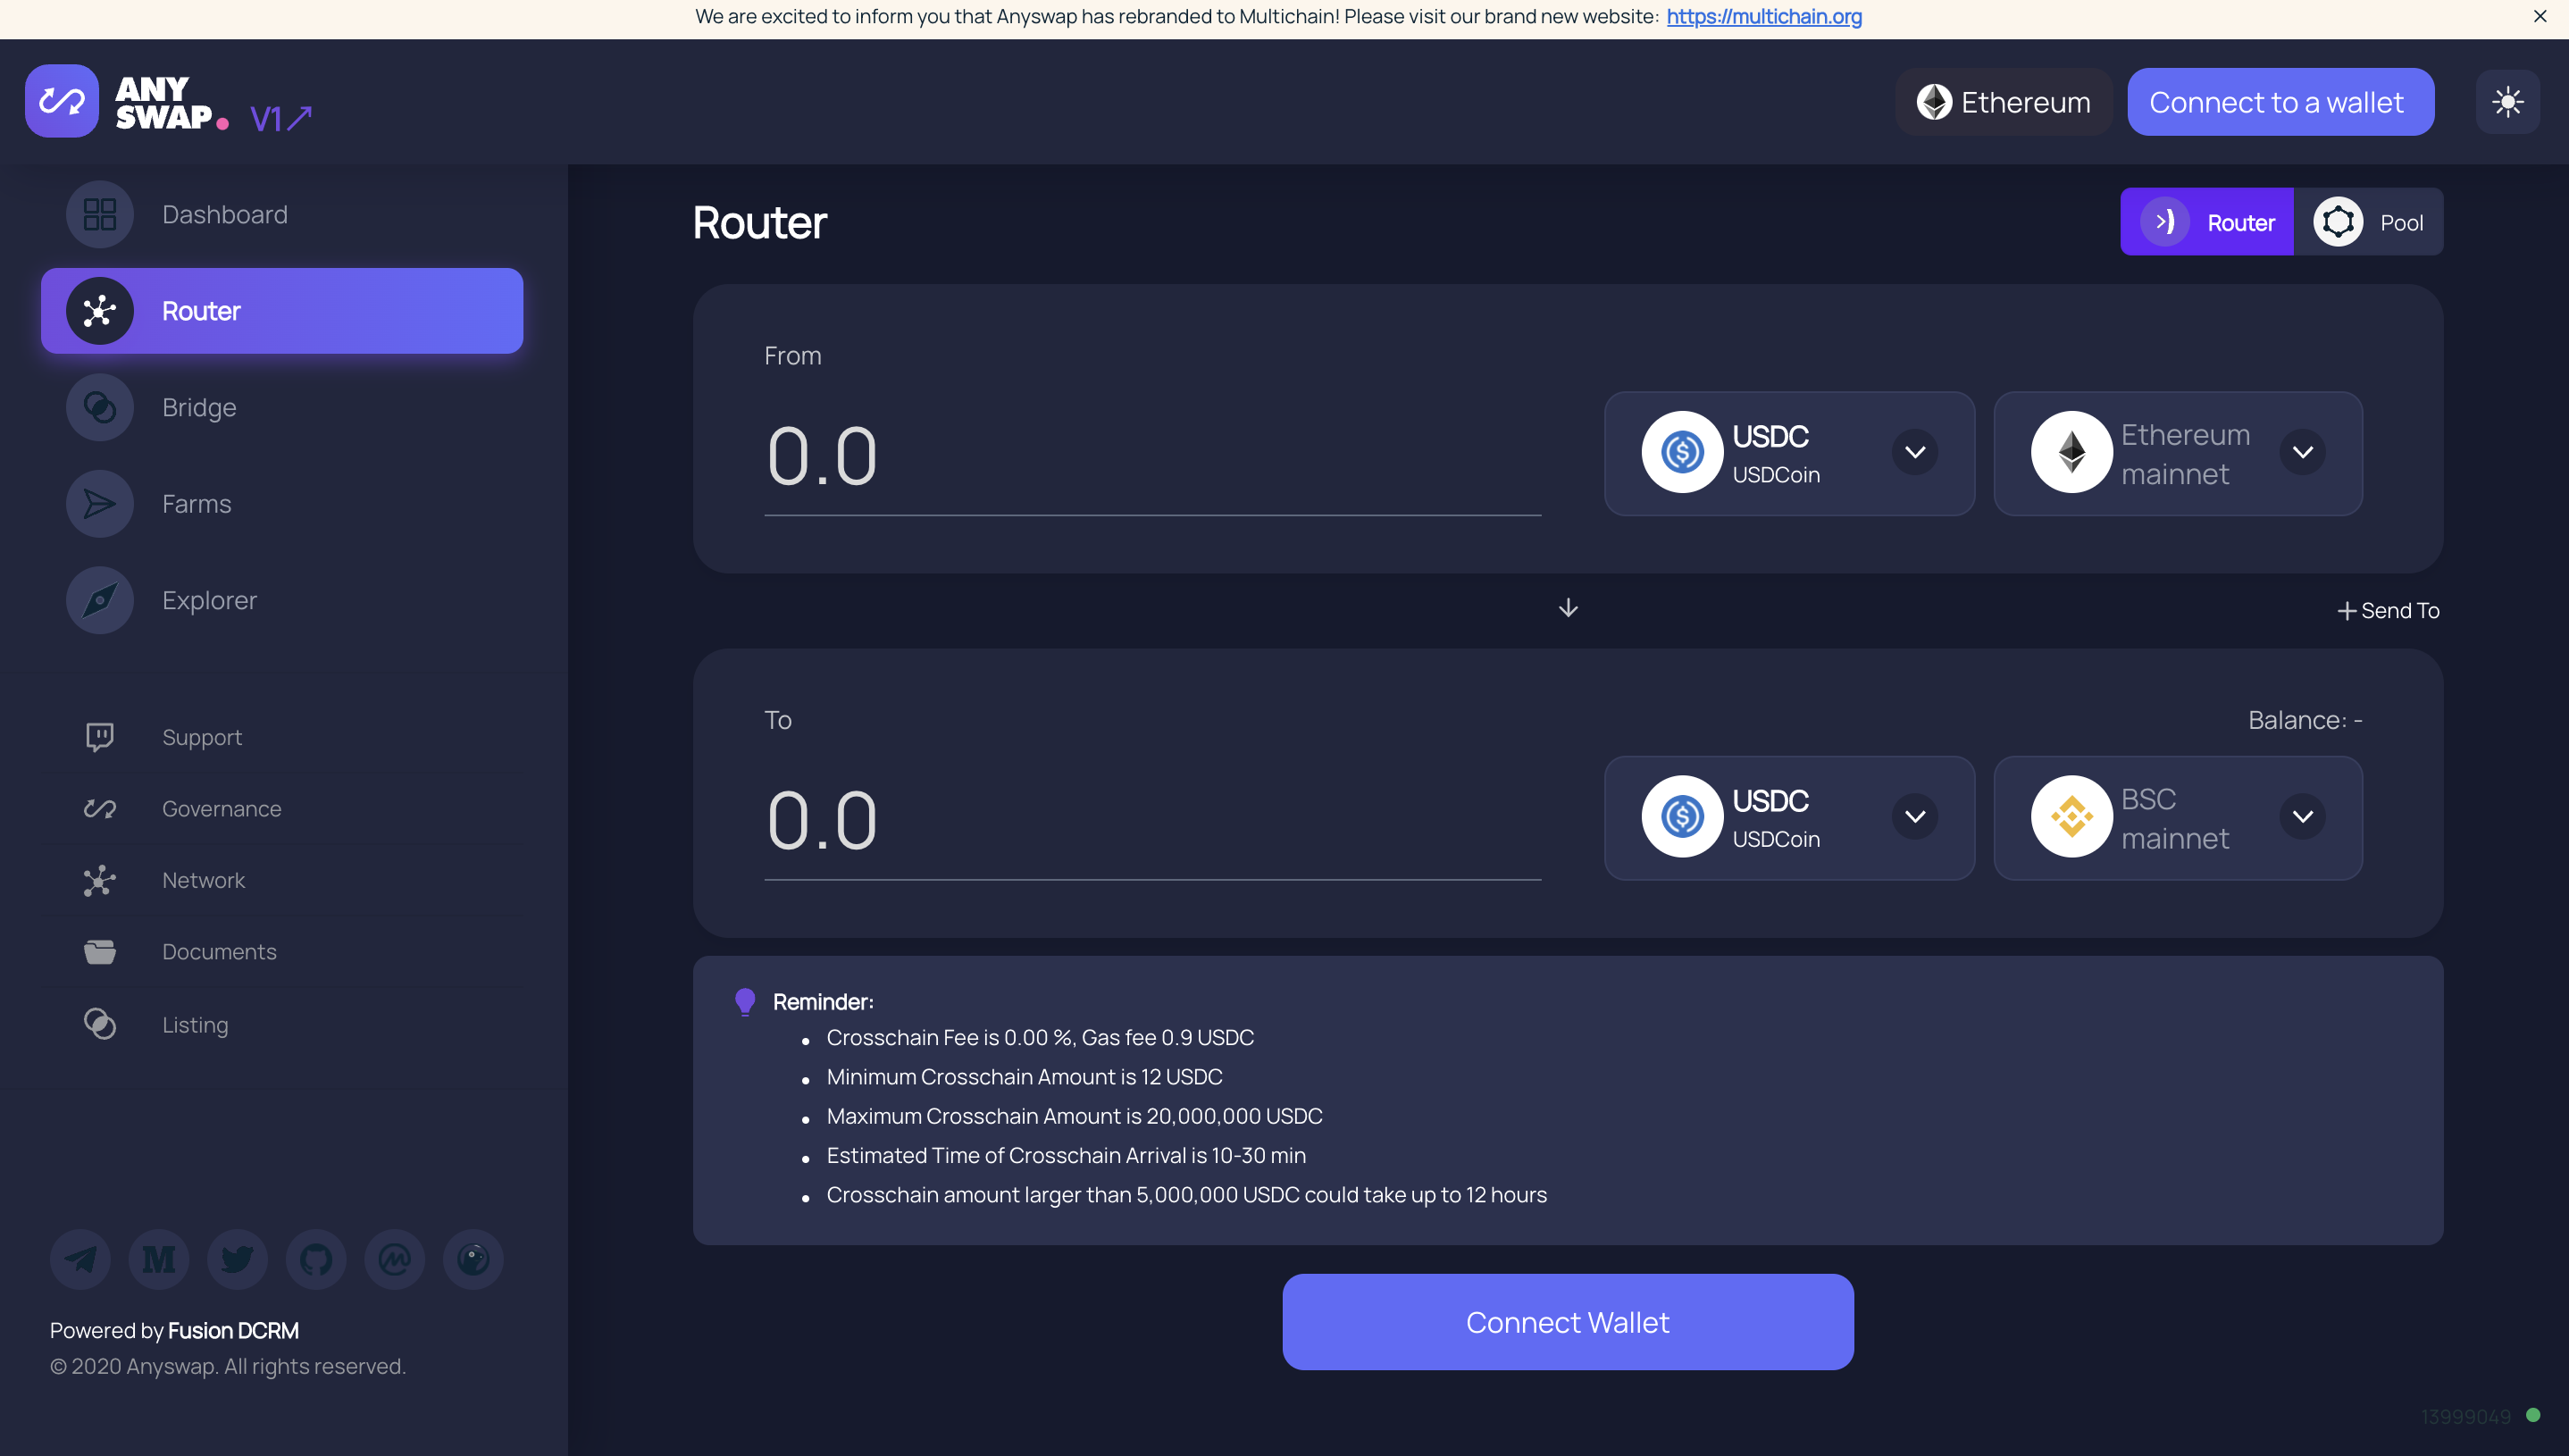 We are excited to inform you that Anyswap has rebranded to Multichain! Please visit our brand new website: https://multichain.org
ANY
SWAP.
V1
Ethereum
Connect to a wallet
Dashboard
Router
Bridge
Farms
Explorer
Support
Governance
Network
Documents
Listing
Powered by Fusion DCRM
© 2020 Anyswap. All rights reserved.
Router
Router
Pool
From
0.0
USDC
USDCoin
Ethereum
mainnet
Send To
To
Balance: -
0.0
USDC
USDCoin
BSC
mainnet
Reminder:
Crosschain Fee is 0.00 %, Gas fee 0.9 USDC
Minimum Crosschain Amount is 12 USDC
Maximum Crosschain Amount is 20,000,000 USDC
Estimated Time of Crosschain Arrival is 10-30 min
Crosschain amount larger than 5,000,000 USDC could take up to 12 hours
Connect Wallet
13999049